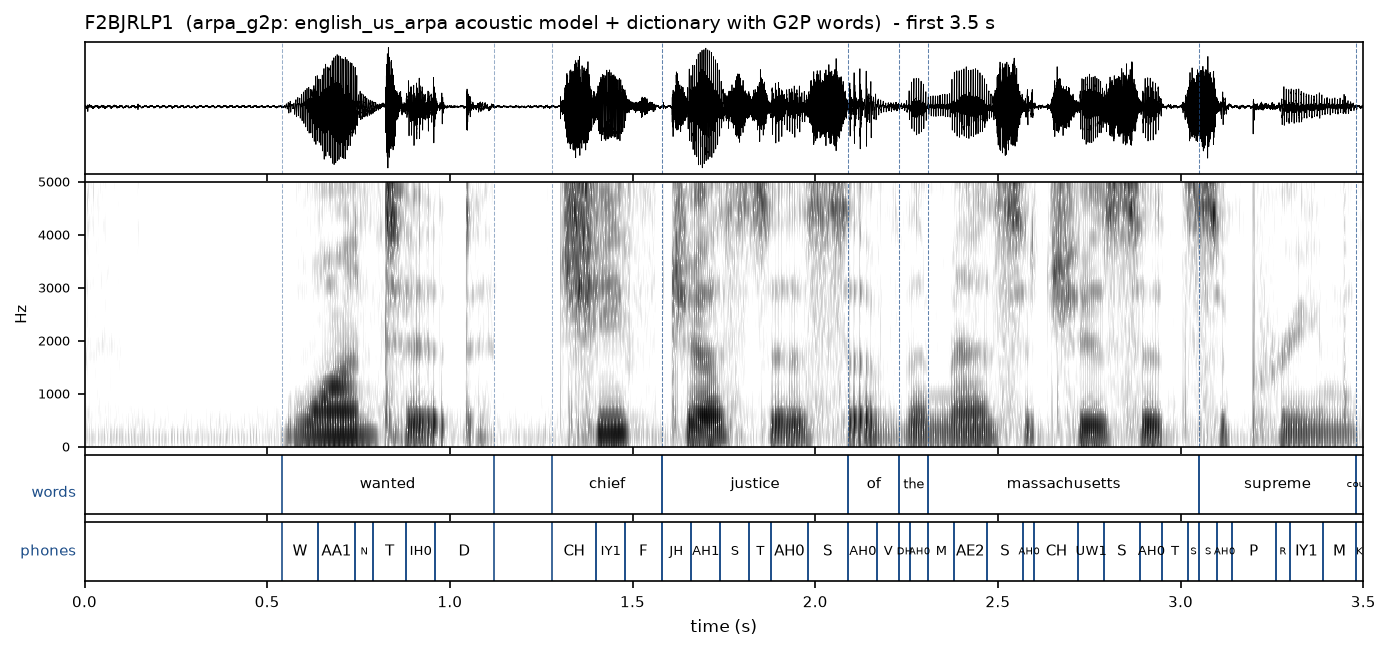 F2BJRLP1 (arpa_g2p: english_us_arpa acoustic model + dictionary with G2P words) - first 3.5 s
5000
4000
3000
2000
1000
0
Hz
words
wanted chief justice of the massachusetts supreme cou
phones
W AA1 N T IH0 D CH IY1 F JH AH1 S T AH0 S AH0 V DH AH0 M AE2 S AH0 CH UW1 S AH0 T S S AH0 P R IY1 M K
0.0 0.5 1.0 1.5 2.0 2.5 3.0 3.5
time (s)